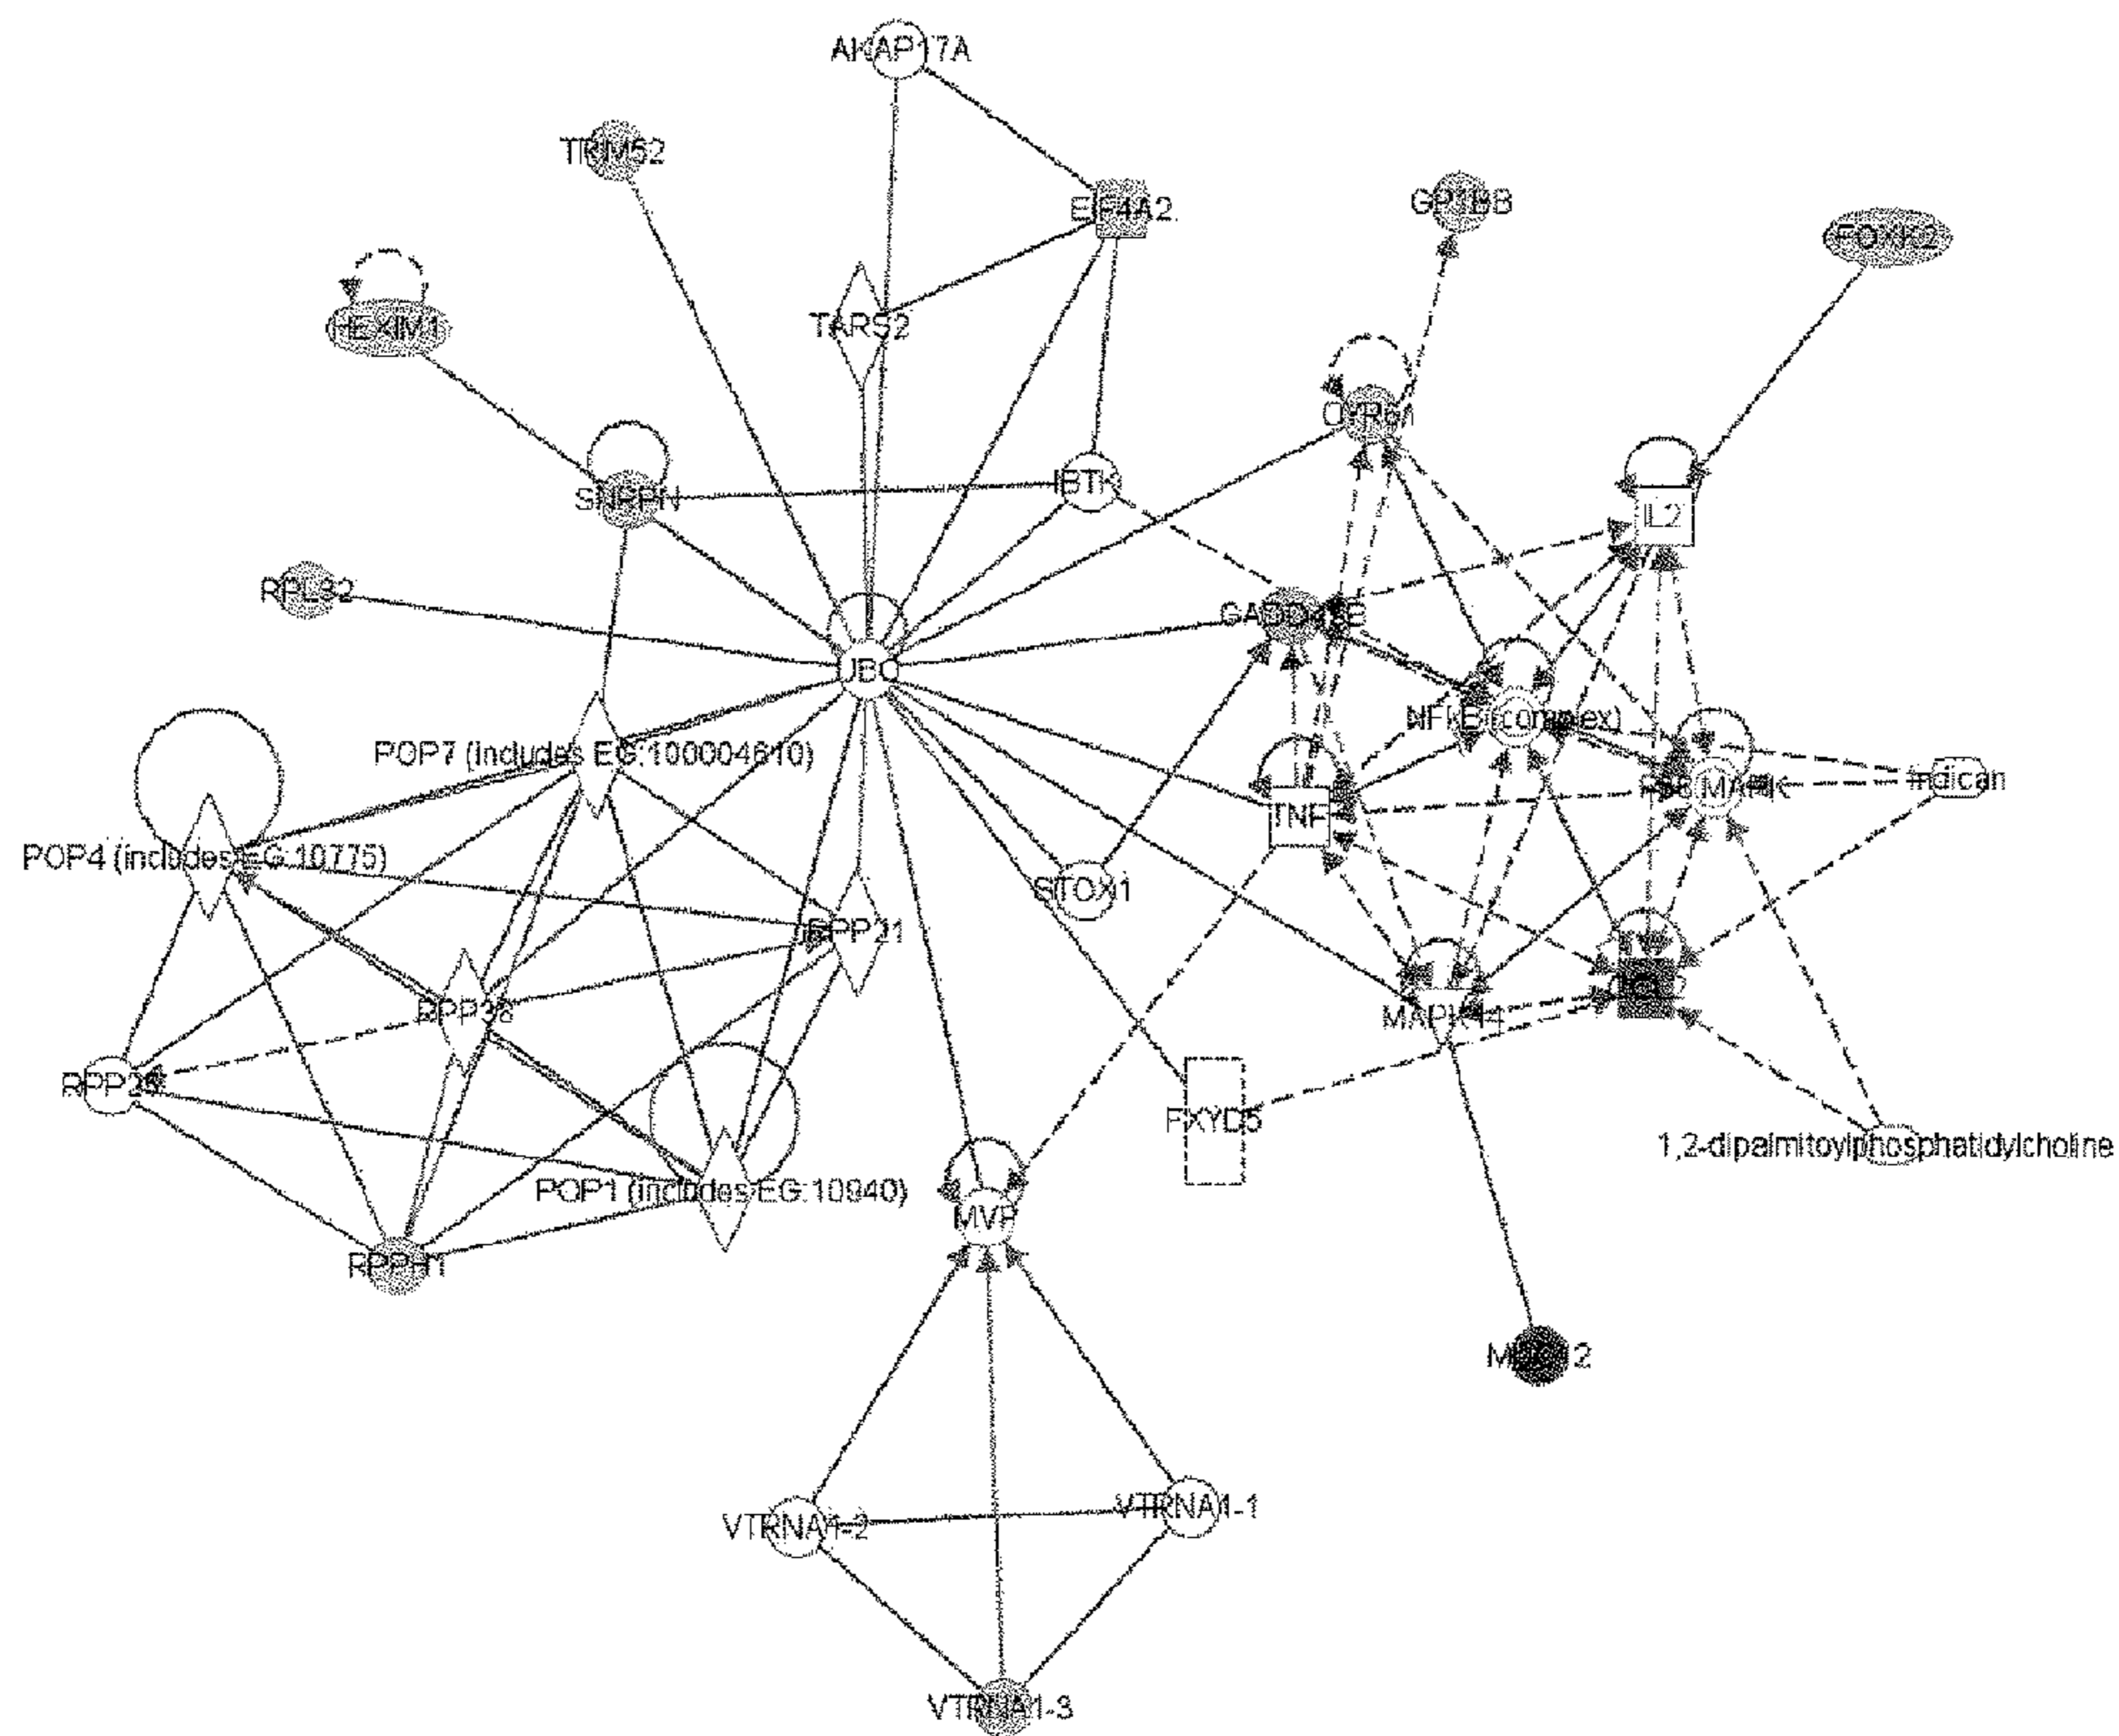 AKAP17A
TRIM52
EIF4A2
GP1BB
FOXK2
HEXIM1
TARS2
CYR61
IBTK
SNRPN
IL2
RPL32
GADD45B
UBC
NFkB (complex)
POP7 (includes EG:100004610)
P38 MAPK
indican
TNF
POP4 (includes EG:10775)
STOX1
RPP21
RPP38
MAPK14
RPP25
FXYD5
1,2-dipalmitoylphosphatidylcholine
POP1 (includes EG:10940)
MVP
RPPH1
VTRNA1-1
VTRNA1-2
VTRNA1-3